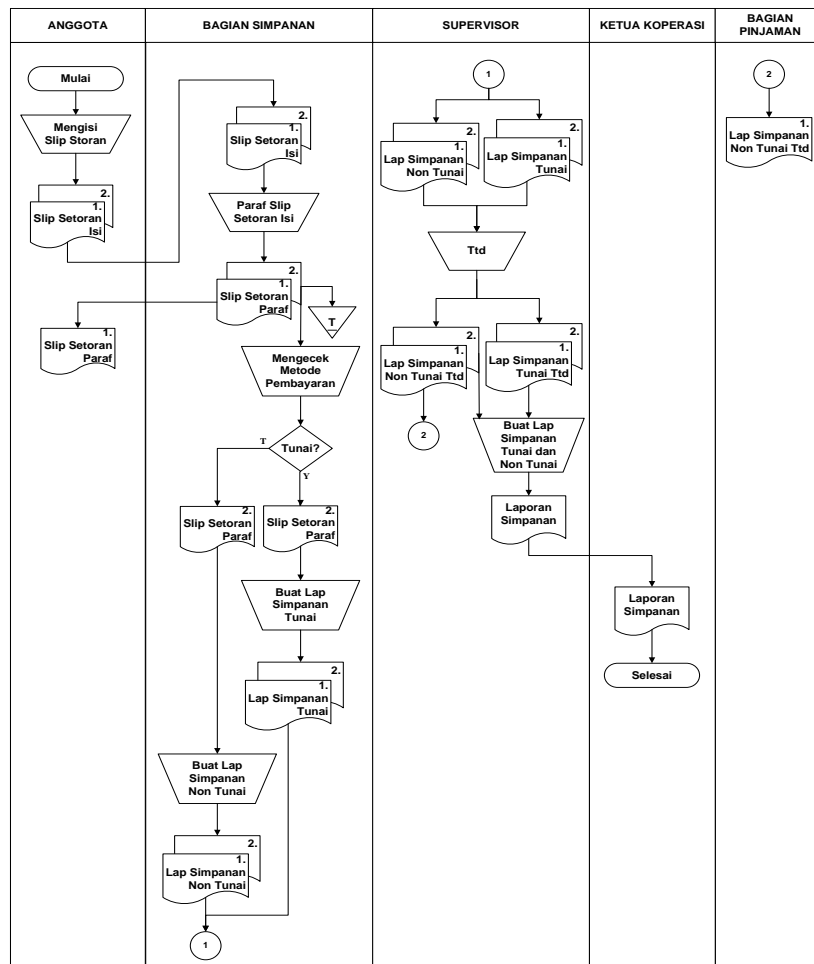 ANGGOTA
BAGIAN SIMPANAN
SUPERVISOR
KETUA KOPERASI
BAGIAN
PINJAMAN
Mulai
Mengisi
Slip Storan
2.
1.
Slip Setoran
Isi
2.
1.
Slip Setoran
Isi
Paraf Slip
Setoran Isi
2.
1.
Slip Setoran
Paraf
T
1.
Slip Setoran
Paraf
Mengecek
Metode
Pembayaran
Tunai?
T
Y
2.
Slip Setoran
Paraf
2.
Slip Setoran
Paraf
Buat Lap
Simpanan
Tunai
2.
1.
Lap Simpanan
Tunai
Buat Lap
Simpanan
Non Tunai
2.
1.
Lap Simpanan
Non Tunai
1
1
2.
1.
Lap Simpanan
Non Tunai
2.
1.
Lap Simpanan
Tunai
Ttd
2.
1.
Lap Simpanan
Non Tunai Ttd
2.
1.
Lap Simpanan
Tunai Ttd
2
Buat Lap
Simpanan
Tunai dan
Non Tunai
Laporan
Simpanan
Laporan
Simpanan
Selesai
2
1.
Lap Simpanan
Non Tunai Ttd